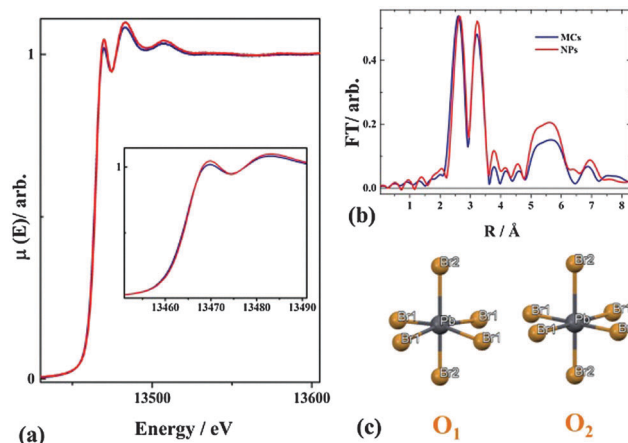 1
μ (E)/ arb.
0
13500
13600
Energy / eV
(a)
1
13460
13470
13480
13490
FT/ arb.
0.4
0.2
0.0
1
2
3
4
5
6
7
8
R / Å
MCs
NPs
(b)
Br2
Br1
Pb
Br1
Br1
Br1
Br2
O1
Br2
Br1
Pb
Br1
Br1
Br1
Br2
O2
(c)